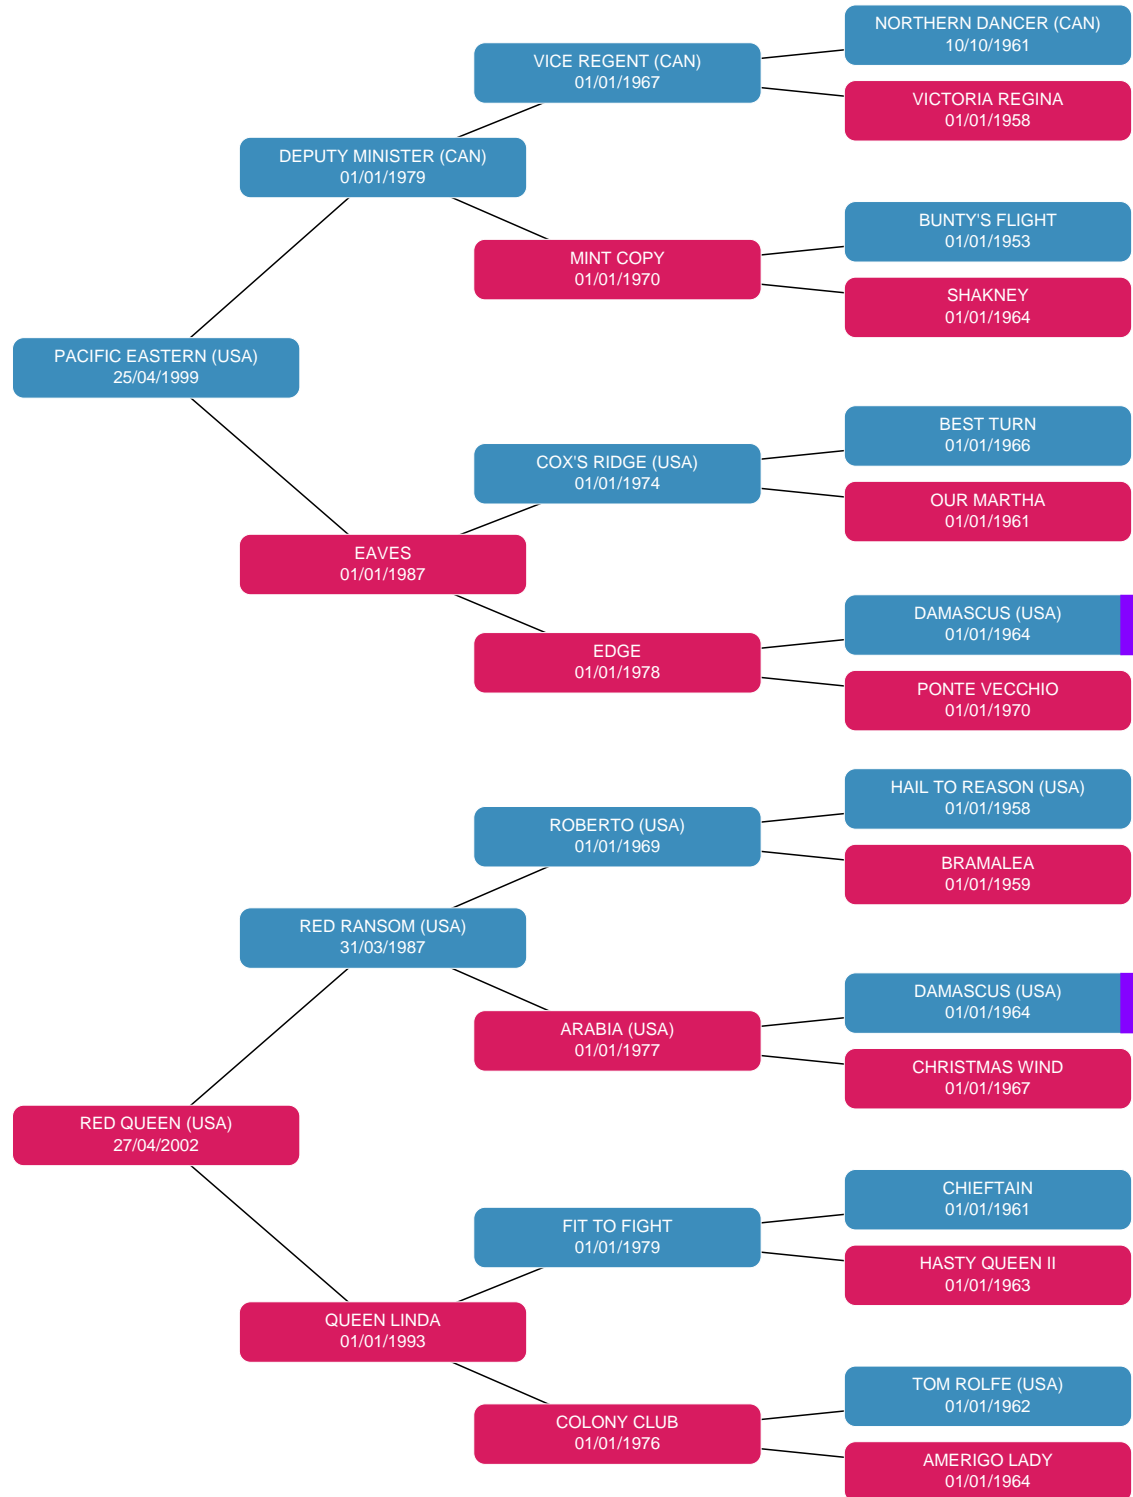 NORTHERN DANCER (CAN)
10/10/1961
VICE REGENT (CAN)
01/01/1967
VICTORIA REGINA
01/01/1958
DEPUTY MINISTER (CAN)
01/01/1979
BUNTY'S FLIGHT
01/01/1953
MINT COPY
01/01/1970
SHAKNEY
01/01/1964
PACIFIC EASTERN (USA)
25/04/1999
BEST TURN
01/01/1966
COX'S RIDGE (USA)
01/01/1974
OUR MARTHA
01/01/1961
EAVES
01/01/1987
DAMASCUS (USA)
01/01/1964
EDGE
01/01/1978
PONTE VECCHIO
01/01/1970
HAIL TO REASON (USA)
01/01/1958
ROBERTO (USA)
01/01/1969
BRAMALEA
01/01/1959
RED RANSOM (USA)
31/03/1987
DAMASCUS (USA)
01/01/1964
ARABIA (USA)
01/01/1977
CHRISTMAS WIND
01/01/1967
RED QUEEN (USA)
27/04/2002
CHIEFTAIN
01/01/1961
FIT TO FIGHT
01/01/1979
HASTY QUEEN II
01/01/1963
QUEEN LINDA
01/01/1993
TOM ROLFE (USA)
01/01/1962
COLONY CLUB
01/01/1976
AMERIGO LADY
01/01/1964